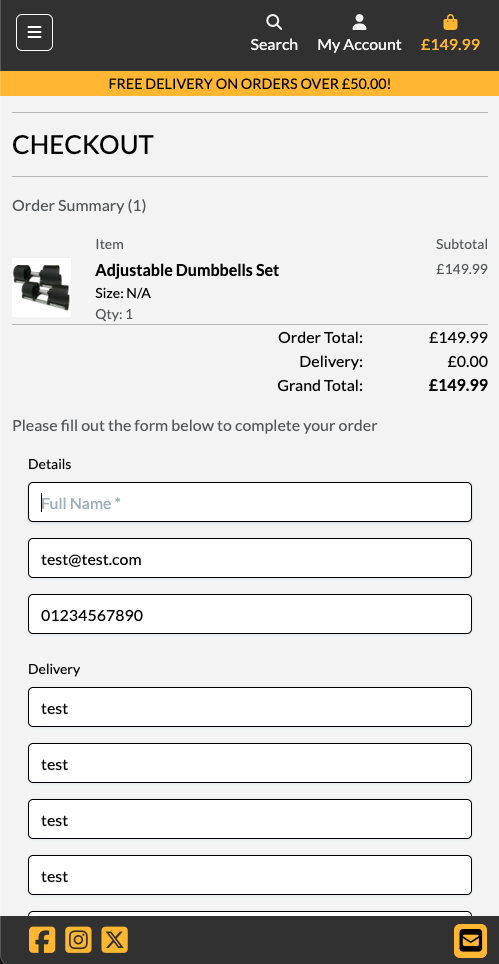 Search My Account £149.99
FREE DELIVERY ON ORDERS OVER £50.00!
CHECKOUT
Order Summary (1)
Item Subtotal
Adjustable Dumbbells Set £149.99
Size: N/A
Qty: 1
Order Total: £149.99
Delivery: £0.00
Grand Total: £149.99
Please fill out the form below to complete your order
Details
Full Name *
test@test.com
01234567890
Delivery
test
test
test
test